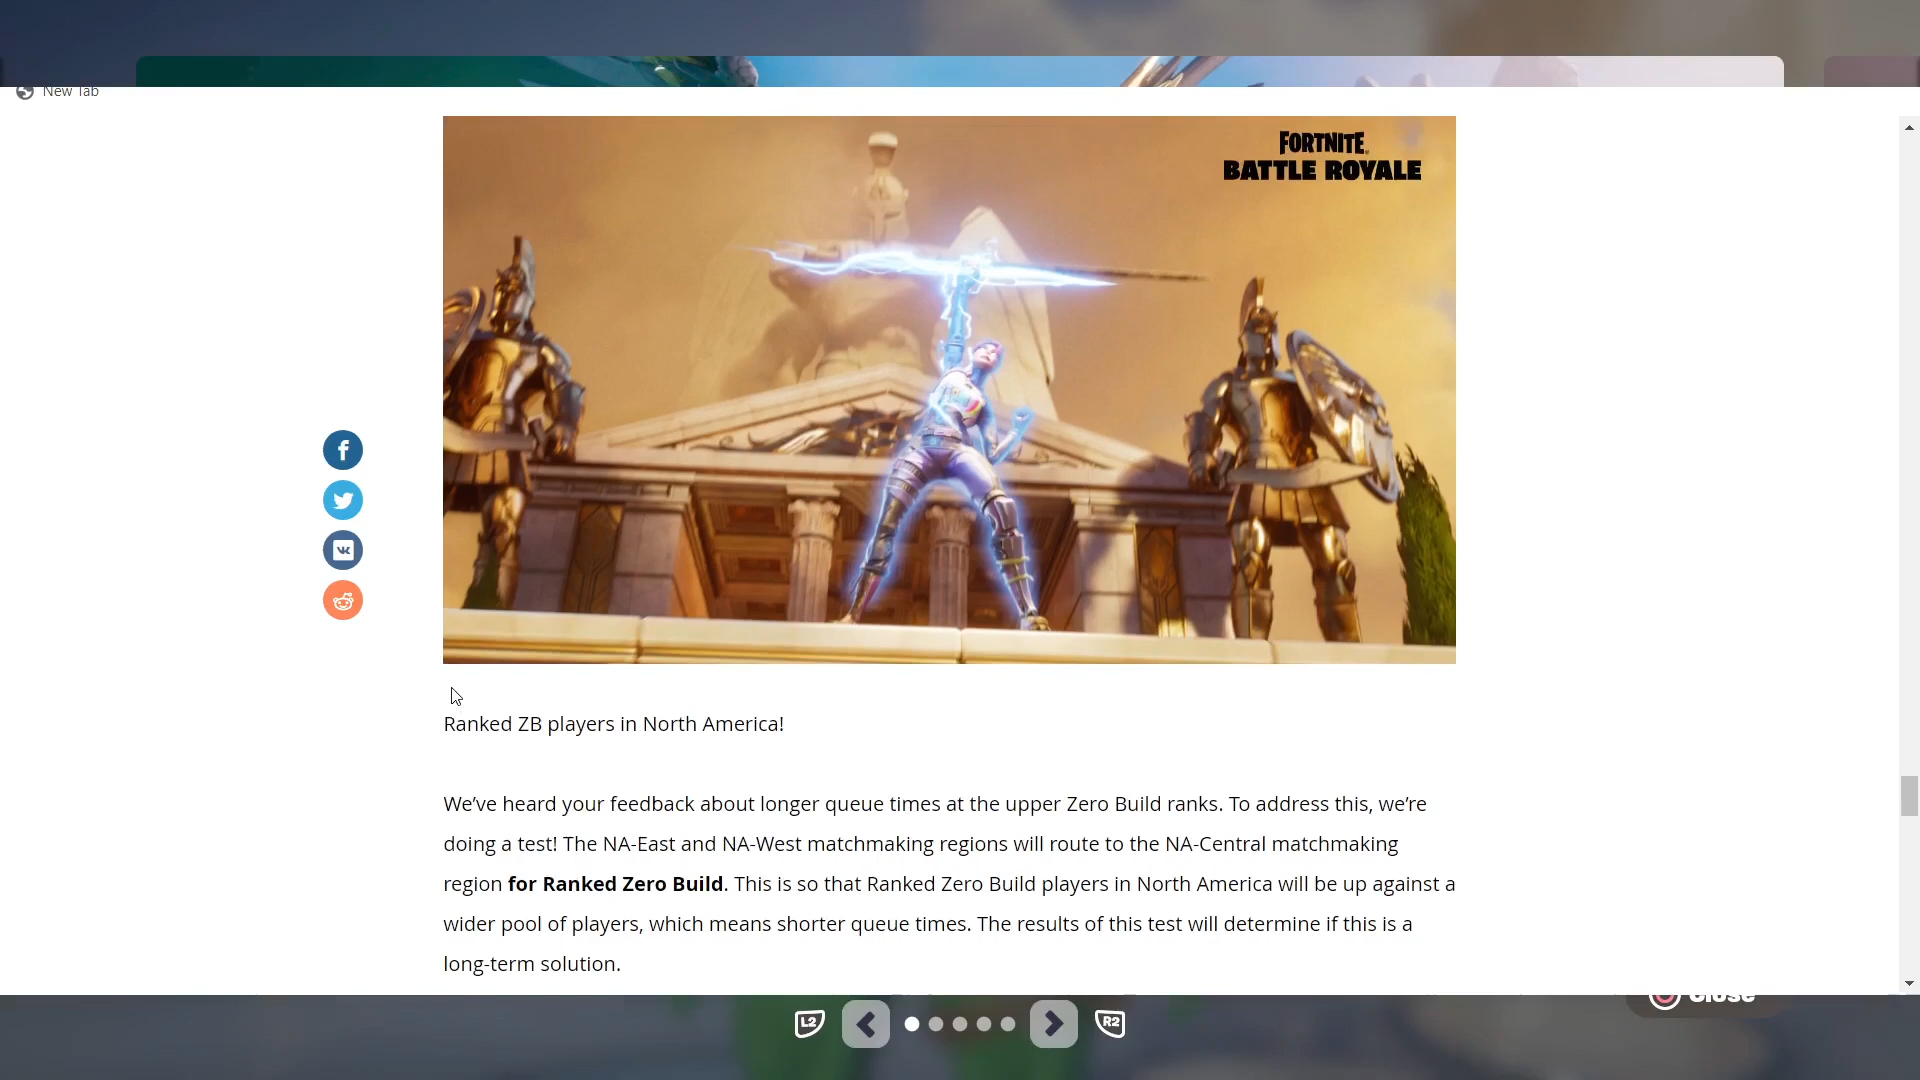 New Tab
FORTNITE
BATTLE ROYALE
Ranked ZB players in North America!
We’ve heard your feedback about longer queue times at the upper Zero Build ranks. To address this, we’re
doing a test! The NA-East and NA-West matchmaking regions will route to the NA-Central matchmaking
region for Ranked Zero Build. This is so that Ranked Zero Build players in North America will be up against a
wider pool of players, which means shorter queue times. The results of this test will determine if this is a
long-term solution.
Close
L2
R2